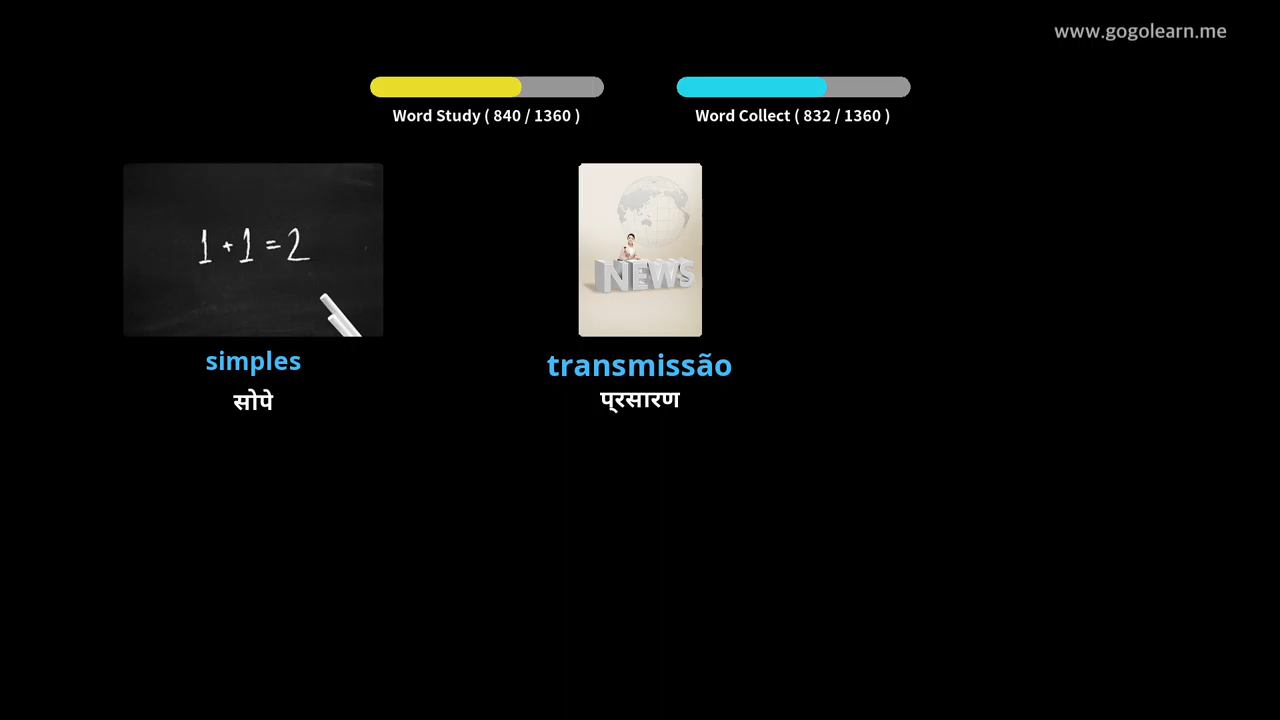 www.gogolearn.me
Word Study ( 840 / 1360 )
Word Collect ( 832 / 1360 )
1 + 1 = 2
NEWS
simples
transmissão
सोपे
प्रसारण